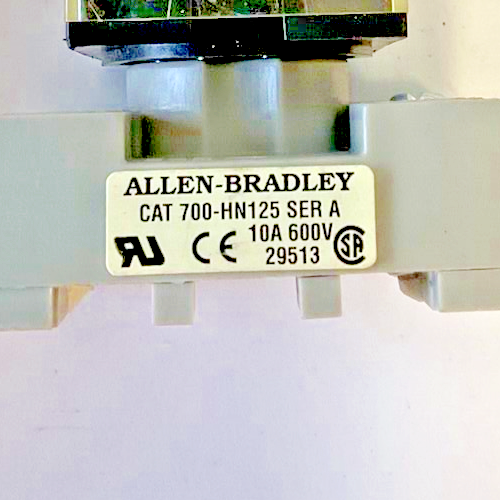 ALLEN-BRADLEY
CAT 700-HN125 SER A
10A 600V
29513